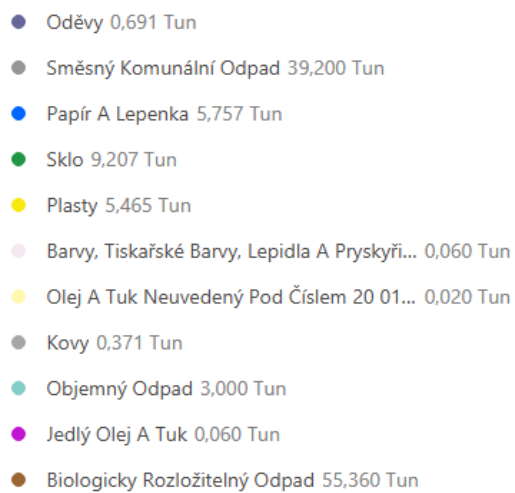 Oděvy 0,691 Tun
Směsný Komunální Odpad 39,200 Tun
Papír A Lepenka 5,757 Tun
Sklo 9,207 Tun
Plasty 5,465 Tun
Barvy, Tiskařské Barvy, Lepidla A Pryskyři... 0,060 Tun
Olej A Tuk Neuvedený Pod Číslem 20 01... 0,020 Tun
Kovy 0,371 Tun
Objemný Odpad 3,000 Tun
Jedlý Olej A Tuk 0,060 Tun
Biologicky Rozložitelný Odpad 55,360 Tun